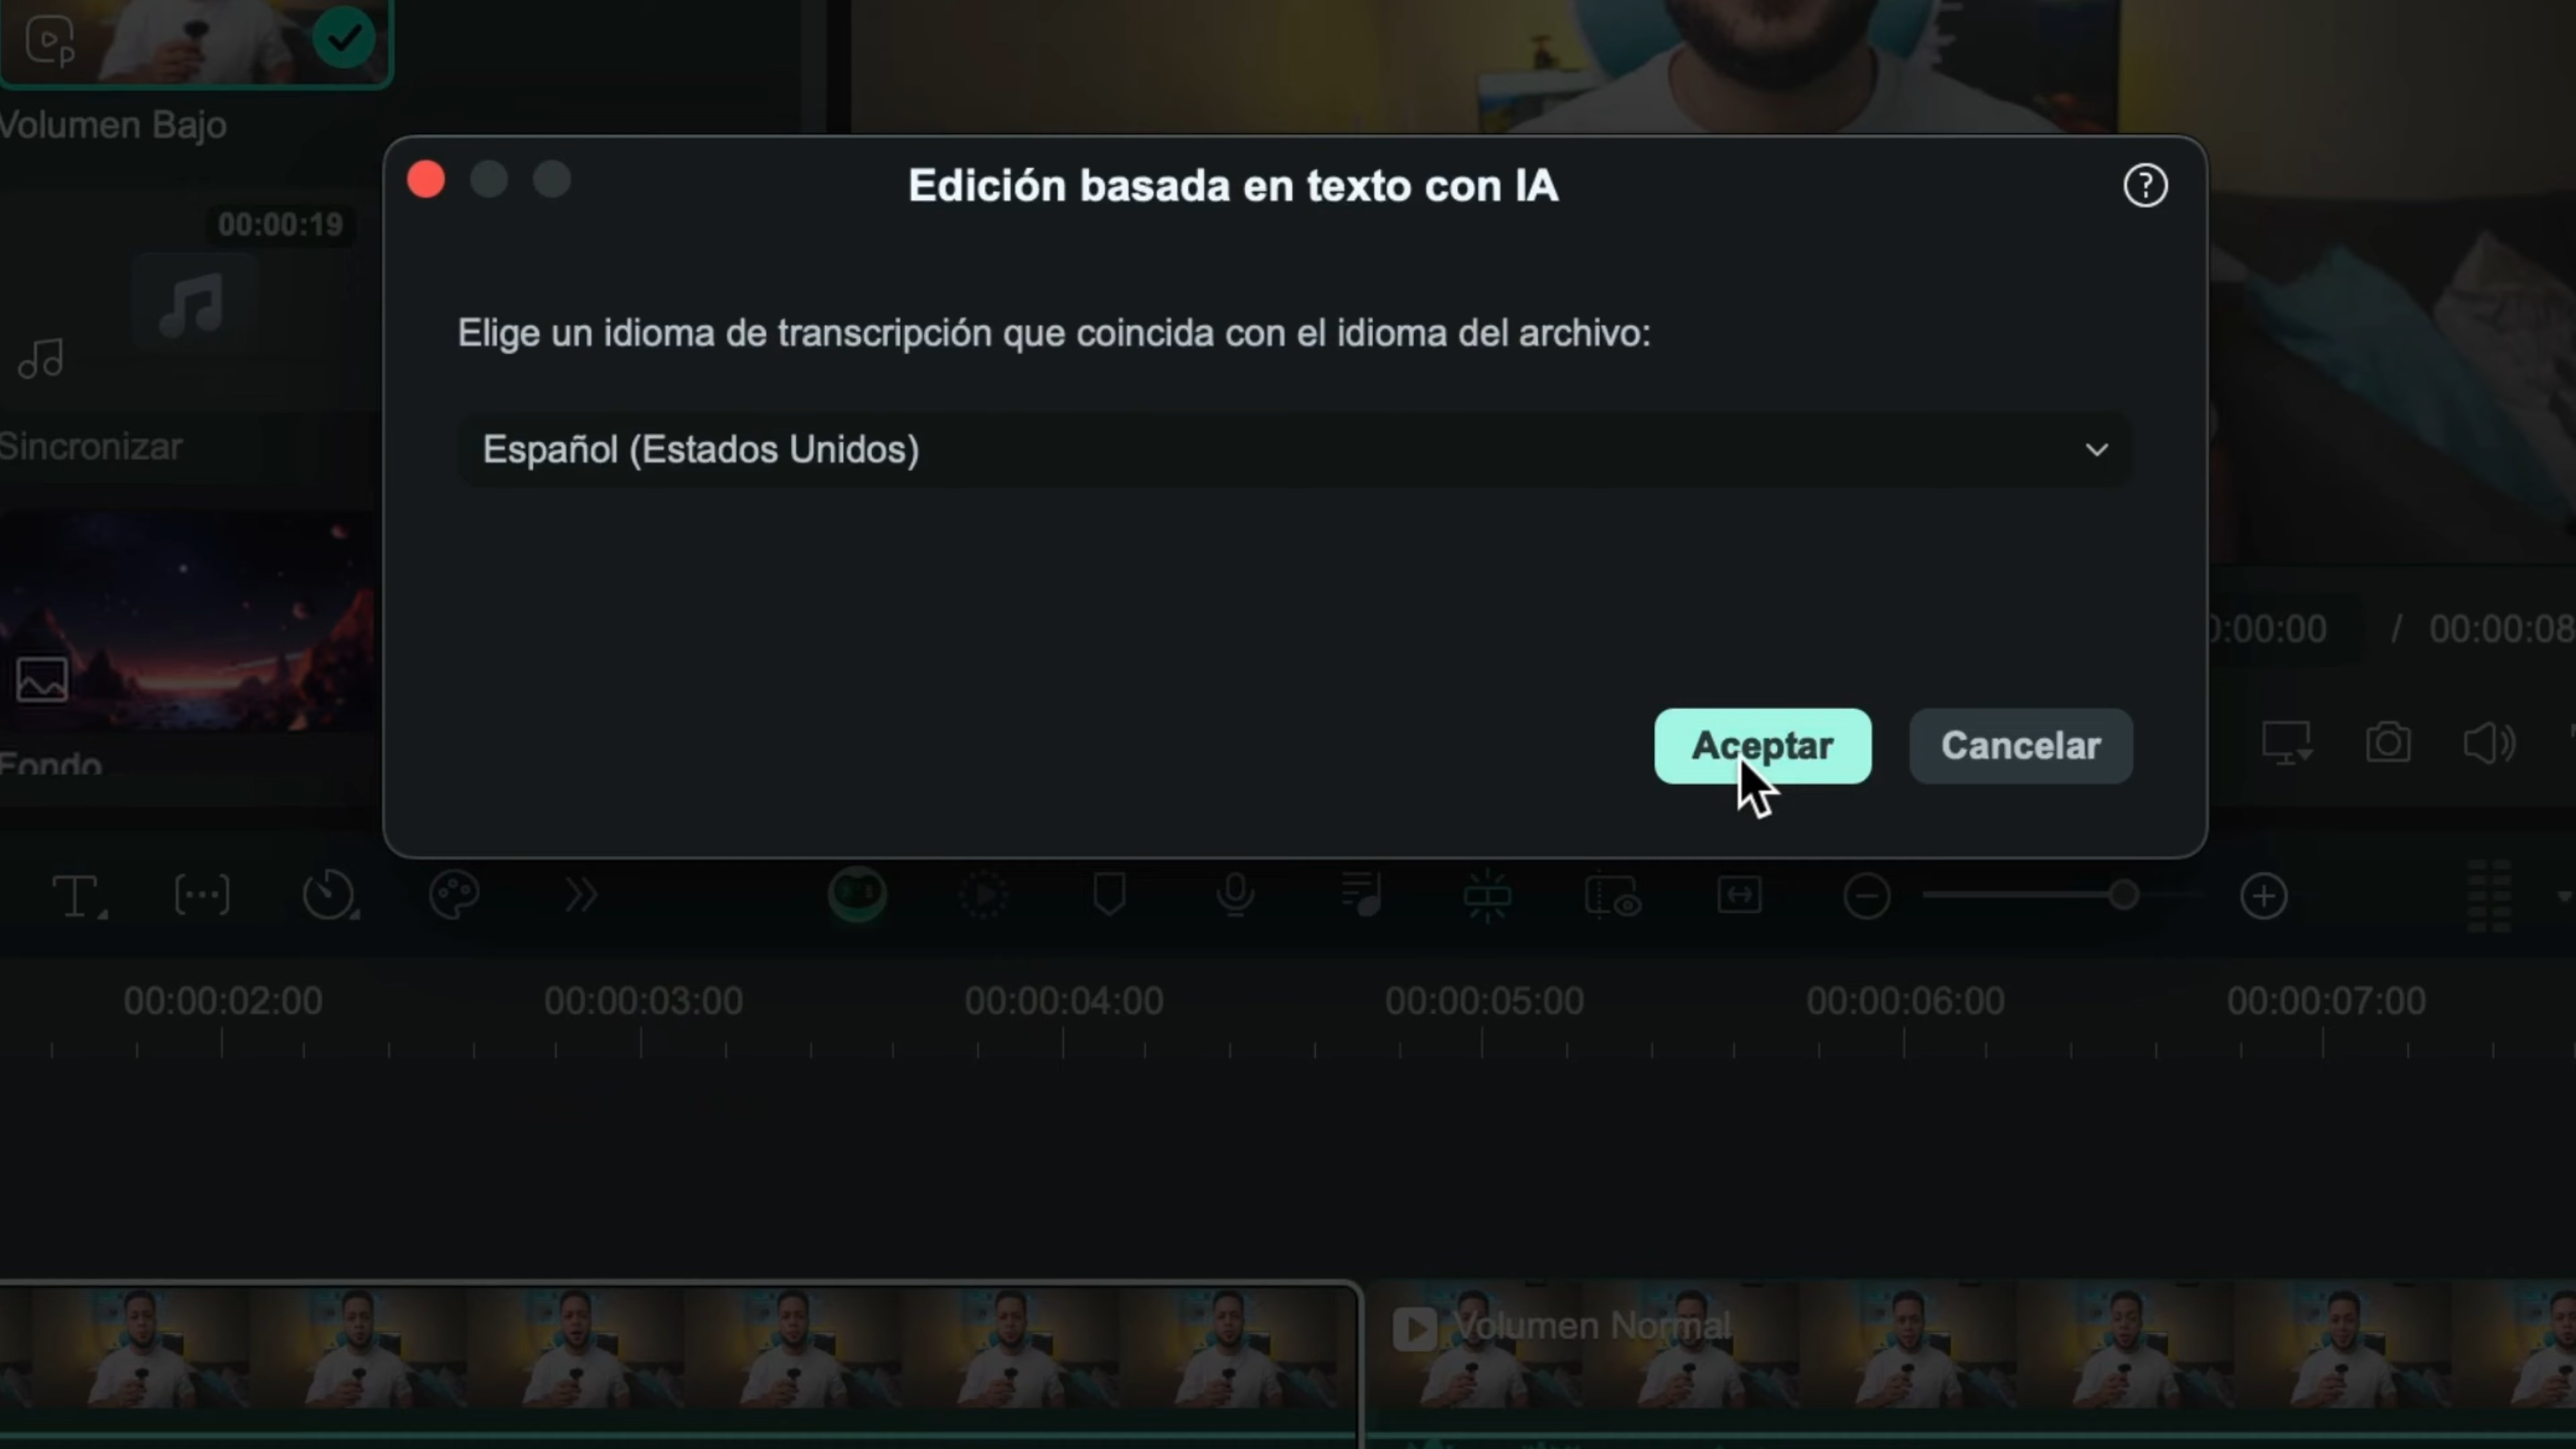 Volumen Bajo
Edición basada en texto con IA
00:00:19
Elige un idioma de transcripción que coincida con el idioma del archivo:
Español (Estados Unidos)
Sincronizar
Fondo
:00:00 / 00:00:08
Aceptar
Cancelar
00:00:02:00
00:00:03:00
00:00:04:00
00:00:05:00
00:00:06:00
00:00:07:00
Volumen Normal